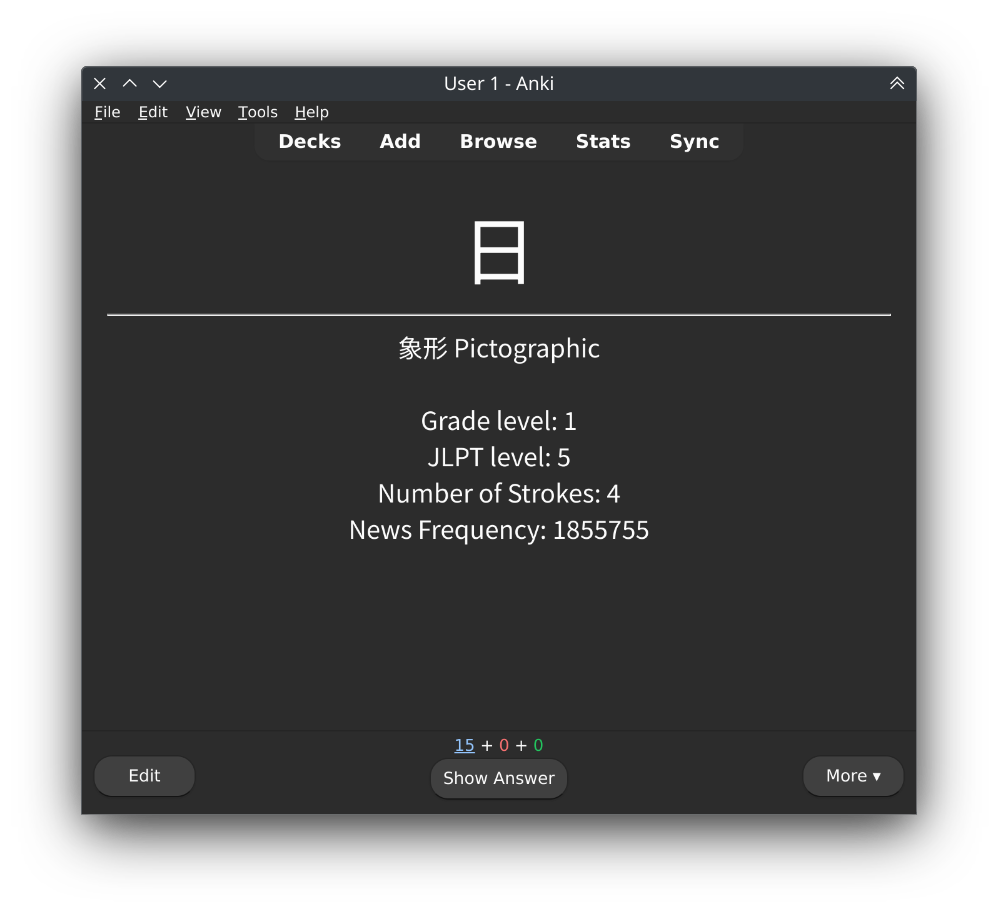 User 1 - Anki
File Edit View Tools Help
Decks Add Browse Stats Sync
日
象形 Pictographic
Grade level: 1
JLPT level: 5
Number of Strokes: 4
News Frequency: 1855755
15 + 0 + 0
Edit Show Answer More ▾